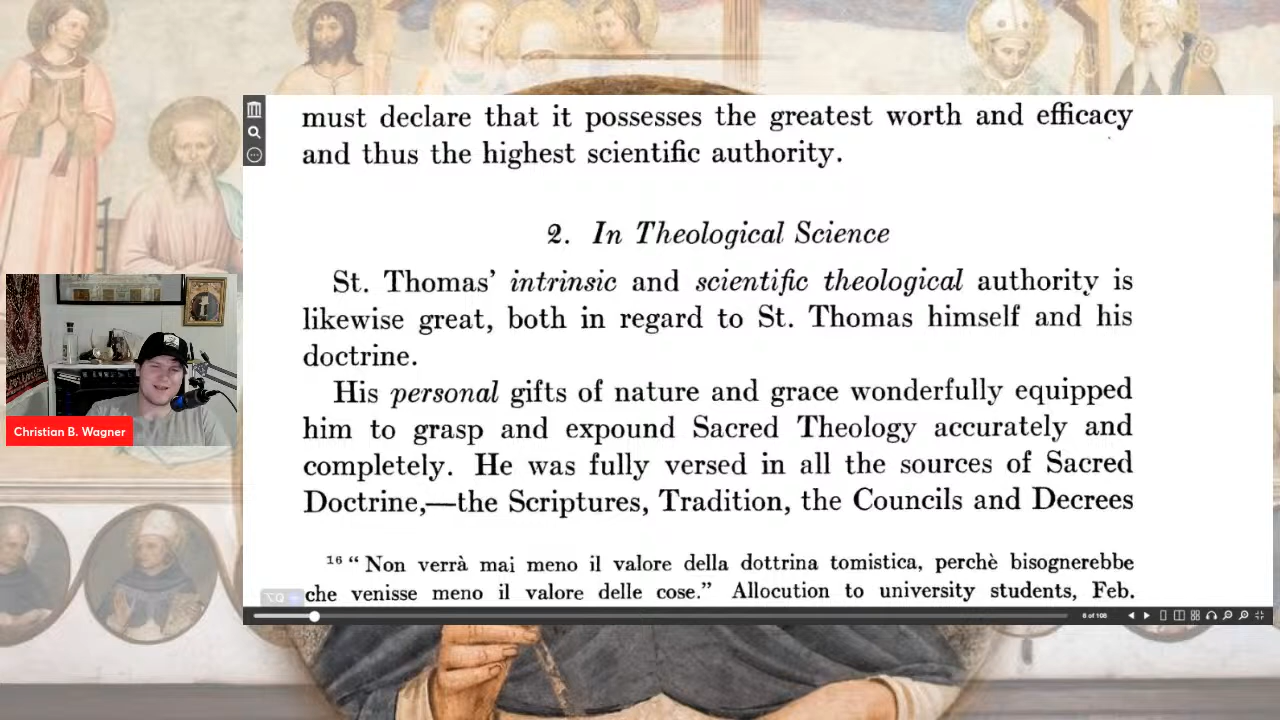 must declare that it possesses the greatest worth and efficacy
and thus the highest scientific authority.
2. In Theological Science
St. Thomas' intrinsic and scientific theological authority is
likewise great, both in regard to St. Thomas himself and his
doctrine.
His personal gifts of nature and grace wonderfully equipped
him to grasp and expound Sacred Theology accurately and
completely. He was fully versed in all the sources of Sacred
Doctrine,—the Scriptures, Tradition, the Councils and Decrees
16 “ Non verrà mai meno il valore della dottrina tomistica, perchè bisognerebbe
che venisse meno il valore delle cose.” Allocution to university students, Feb.
Christian B. Wagner
6 of 108